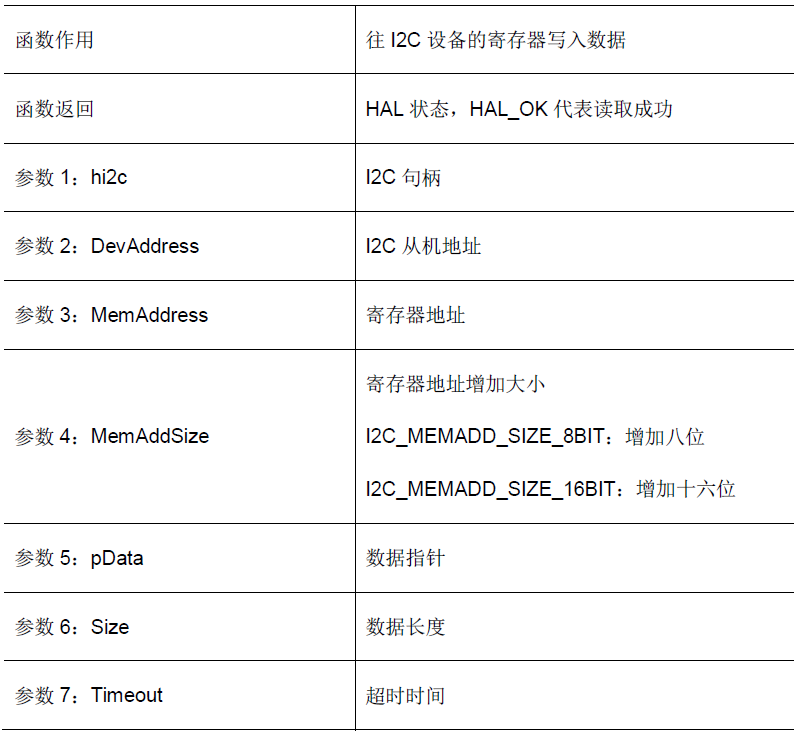 函数作用
往 I2C 设备的寄存器写入数据
函数返回
HAL 状态，HAL_OK 代表读取成功
参数 1：hi2c
I2C 句柄
参数 2：DevAddress
I2C 从机地址
参数 3：MemAddress
寄存器地址
参数 4：MemAddSize
寄存器地址增加大小
I2C_MEMADD_SIZE_8BIT：增加八位
I2C_MEMADD_SIZE_16BIT：增加十六位
参数 5：pData
数据指针
参数 6：Size
数据长度
参数 7：Timeout
超时时间